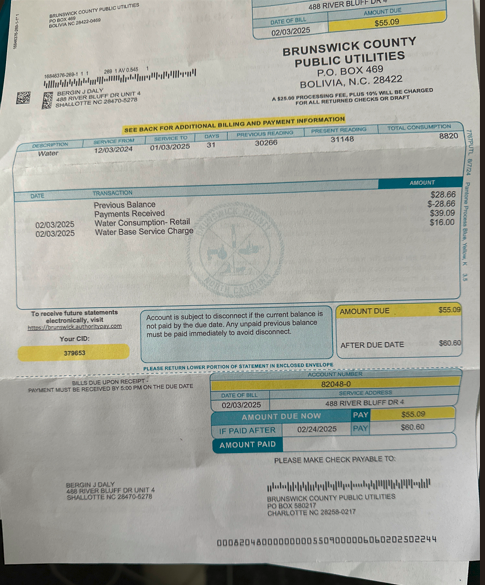 BRUNSWICK COUNTY PUBLIC UTILITIES
PO BOX 469
BOLIVIA NC 28422-0469
488 RIVER BLUFF DR 4
DATE OF BILL
AMOUNT DUE
02/03/2025
$55.09
BRUNSWICK COUNTY
PUBLIC UTILITIES
P.O. BOX 469
BOLIVIA, N.C. 28422
A $25.00 PROCESSING FEE, PLUS 10% WILL BE CHARGED
FOR ALL RETURNED CHECKS OR DRAFT
BERGIN J DALY
488 RIVER BLUFF DR UNIT 4
SHALLOTTE NC 28470-5278
SEE BACK FOR ADDITIONAL BILLING AND PAYMENT INFORMATION
DESCRIPTION SERVICE FROM SERVICE TO DAYS PREVIOUS READING PRESENT READING TOTAL CONSUMPTION
Water 12/03/2024 01/03/2025 31 30266 31148 8820
DATE TRANSACTION AMOUNT
Previous Balance $28.66
Payments Received $-28.66
02/03/2025 Water Consumption- Retail $39.09
02/03/2025 Water Base Service Charge $16.00
To receive future statements
electronically, visit
https://brunswick.authoritypay.com
Your CID:
379653
Account is subject to disconnect if the current balance is
not paid by the due date. Any unpaid previous balance
must be paid immediately to avoid disconnect.
AMOUNT DUE $55.09
AFTER DUE DATE $60.60
PLEASE RETURN LOWER PORTION OF STATEMENT IN ENCLOSED ENVELOPE
BILLS DUE UPON RECEIPT -
PAYMENT MUST BE RECEIVED BY 5:00 PM ON THE DUE DATE
ACCOUNT NUMBER
82048-0
DATE OF BILL SERVICE ADDRESS
02/03/2025 488 RIVER BLUFF DR 4
AMOUNT DUE NOW PAY $55.09
IF PAID AFTER 02/24/2025 PAY $60.60
AMOUNT PAID
PLEASE MAKE CHECK PAYABLE TO:
BERGIN J DALY
488 RIVER BLUFF DR UNIT 4
SHALLOTTE NC 28470-5278
BRUNSWICK COUNTY PUBLIC UTILITIES
PO BOX 580217
CHARLOTTE NC 28258-0217